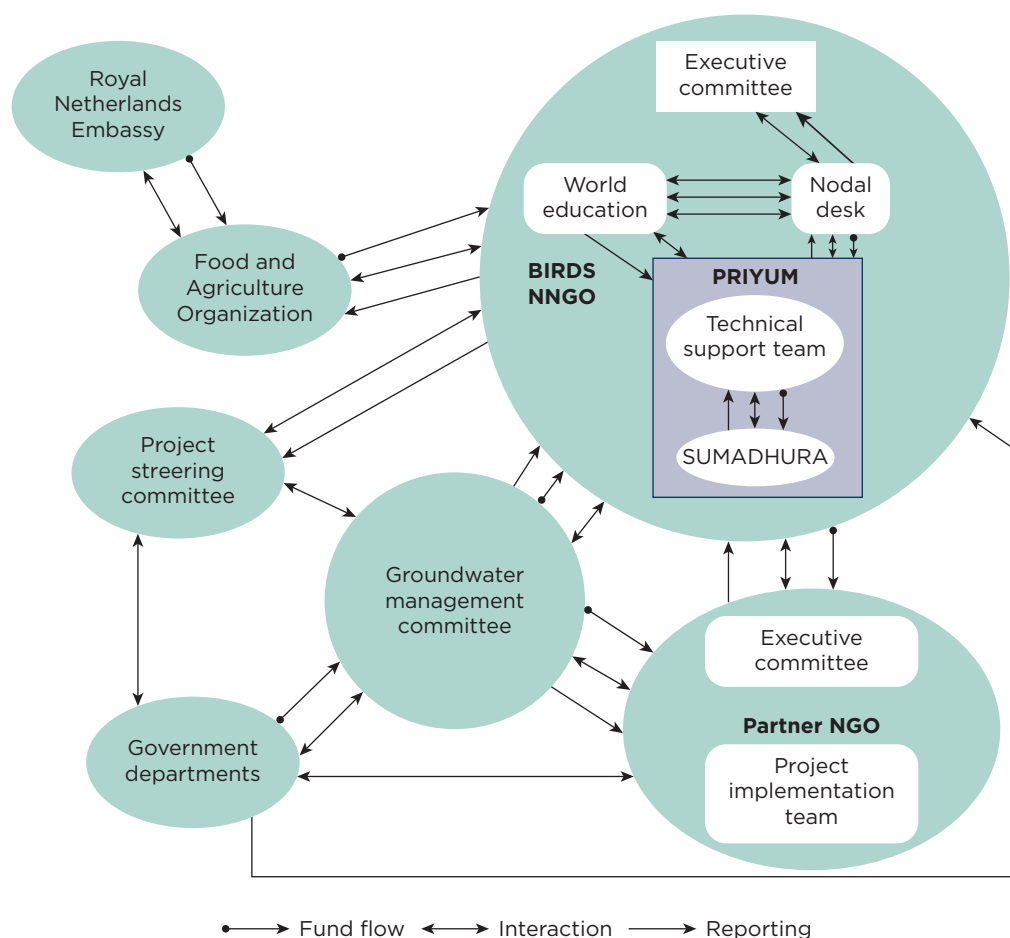 Royal
Netherlands
Embassy
Food and
Agriculture
Organization
Executive
committee
World
education
Nodal
desk
BIRDS
NNGO
PRIYUM
Technical
support team
SUMADHURA
Project
streering
committee
Groundwater
management
committee
Government
departments
Executive
committee
Partner NGO
Project
implementation
team
Fund flow
Interaction
Reporting